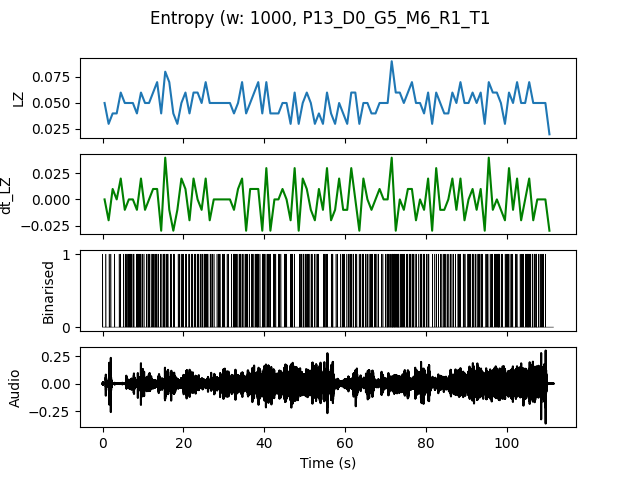 Entropy (w: 1000, P13_D0_G5_M6_R1_T1
LZ
0.075
0.050
0.025
dt_LZ
0.025
0.000
−0.025
Binarised
1
0
Audio
0.25
0.00
−0.25
0 20 40 60 80 100
Time (s)